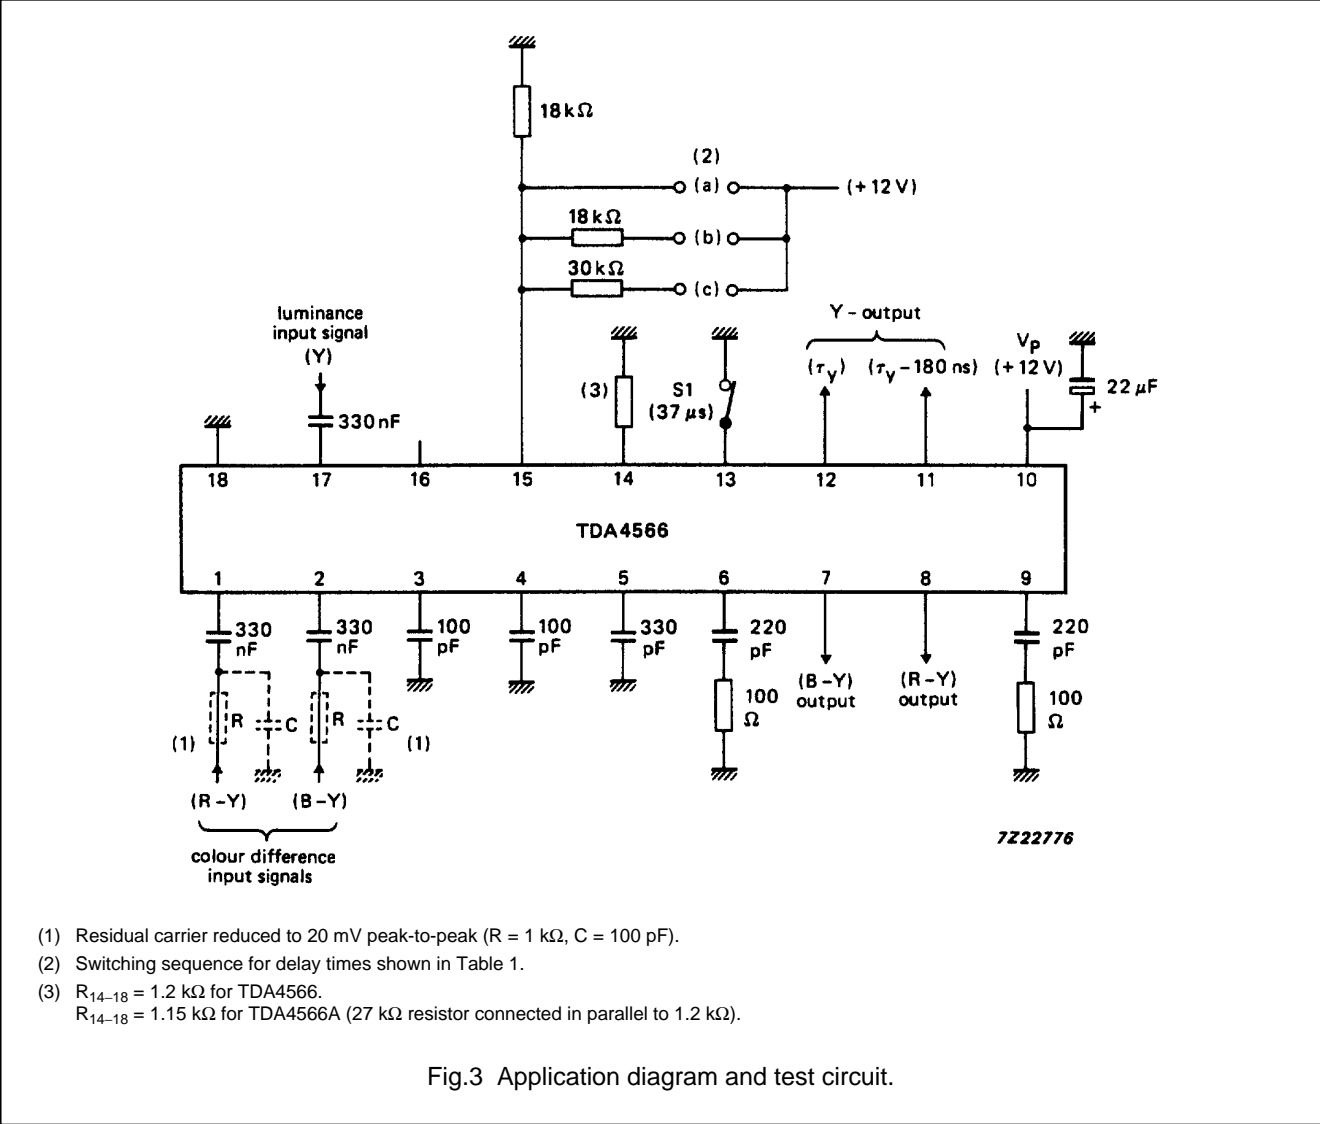 18 kΩ
(2)
(a)
(+ 12 V)
18 kΩ
(b)
30 kΩ
(c)
luminance
input signal
(Y)
330 nF
(3)
S1
(37 μs)
Y – output
(τy)
(τy – 180 ns)
VP
(+ 12 V)
22 μF
+
18 17 16 15 14 13 12 11 10
TDA4566
1 2 3 4 5 6 7 8 9
330
nF
330
nF
100
pF
100
pF
330
pF
220
pF
220
pF
R C R C
(1) (1)
100
Ω
(B – Y)
output
(R – Y)
output
100
Ω
(R – Y) (B – Y)
colour difference
input signals
7Z22776
(1) Residual carrier reduced to 20 mV peak-to-peak (R = 1 kΩ, C = 100 pF).
(2) Switching sequence for delay times shown in Table 1.
(3) R14–18 = 1.2 kΩ for TDA4566.
R14–18 = 1.15 kΩ for TDA4566A (27 kΩ resistor connected in parallel to 1.2 kΩ).
Fig.3 Application diagram and test circuit.